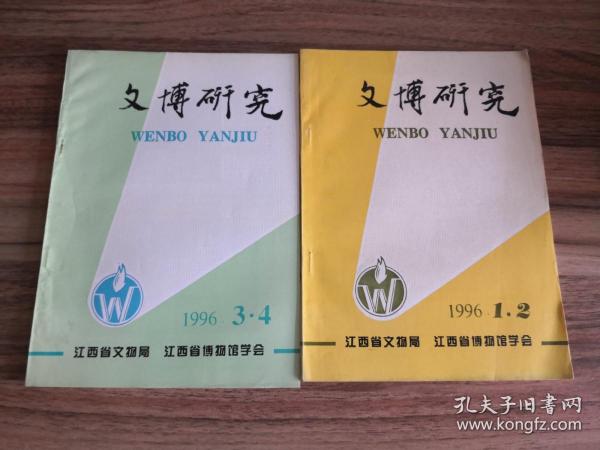 文博研究
WENBO YANJIU
W
1996 3·4
江西省文物局 江西省博物馆学会
文博研究
WENBO YANJIU
W
1996 1.2
江西省文物局 江西省博物馆学会
孔夫子旧书网
www.kongfz.com